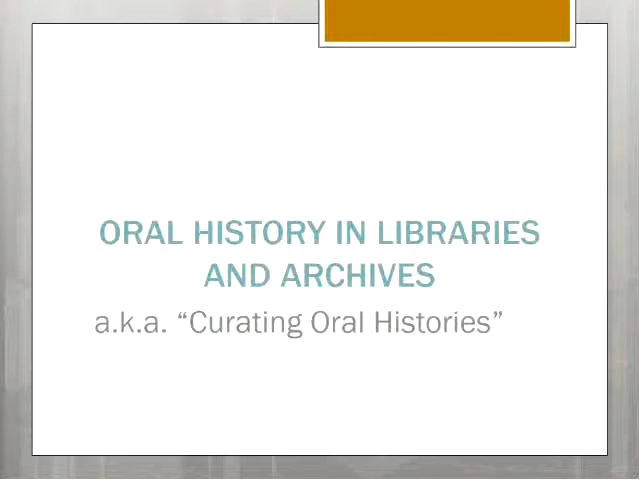 ORAL HISTORY IN LIBRARIES
AND ARCHIVES
a.k.a. “Curating Oral Histories”